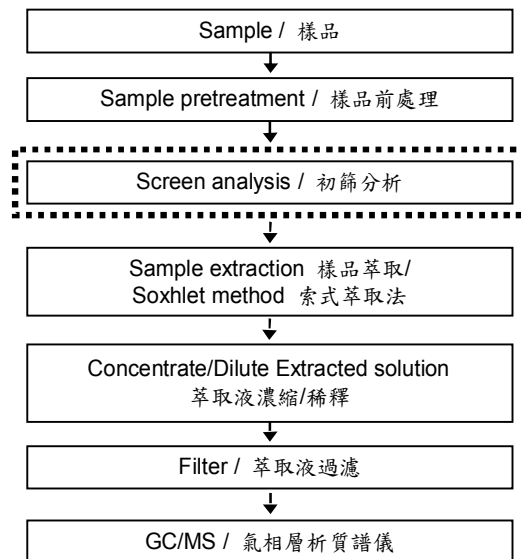 Sample / 樣品
Sample pretreatment / 樣品前處理
Screen analysis / 初篩分析
Sample extraction 樣品萃取/
Soxhlet method 索式萃取法
Concentrate/Dilute Extracted solution
萃取液濃縮/稀釋
Filter / 萃取液過濾
GC/MS / 氣相層析質譜儀